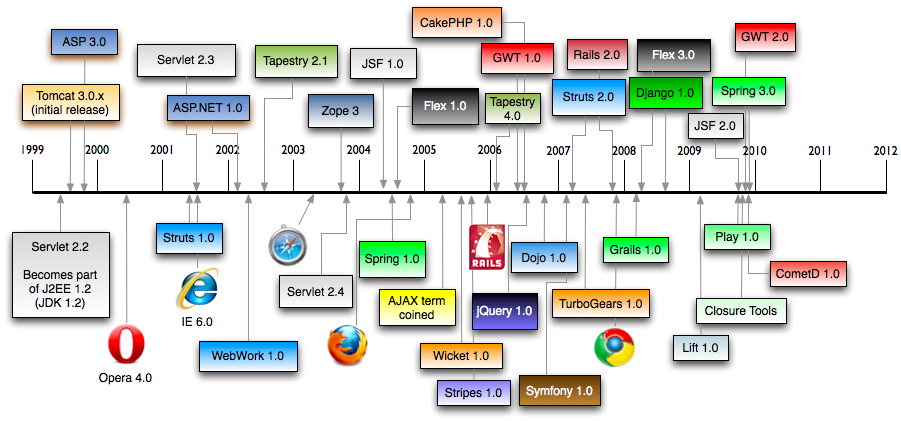 CakePHP 1.0
ASP 3.0
GWT 2.0
Servlet 2.3
Tapestry 2.1
JSF 1.0
GWT 1.0
Rails 2.0
Flex 3.0
Tomcat 3.0.x
(initial release)
ASP.NET 1.0
Zope 3
Flex 1.0
Tapestry
4.0
Struts 2.0
Django 1.0
Spring 3.0
JSF 2.0
1999
2000
2001
2002
2003
2004
2005
2006
2007
2008
2009
2010
2011
2012
Servlet 2.2
Becomes part
of J2EE 1.2
(JDK 1.2)
Struts 1.0
Spring 1.0
RAILS
Dojo 1.0
Grails 1.0
Play 1.0
CometD 1.0
IE 6.0
Servlet 2.4
AJAX term
coined
jQuery 1.0
TurboGears 1.0
Closure Tools
Opera 4.0
WebWork 1.0
Wicket 1.0
Lift 1.0
Stripes 1.0
Symfony 1.0